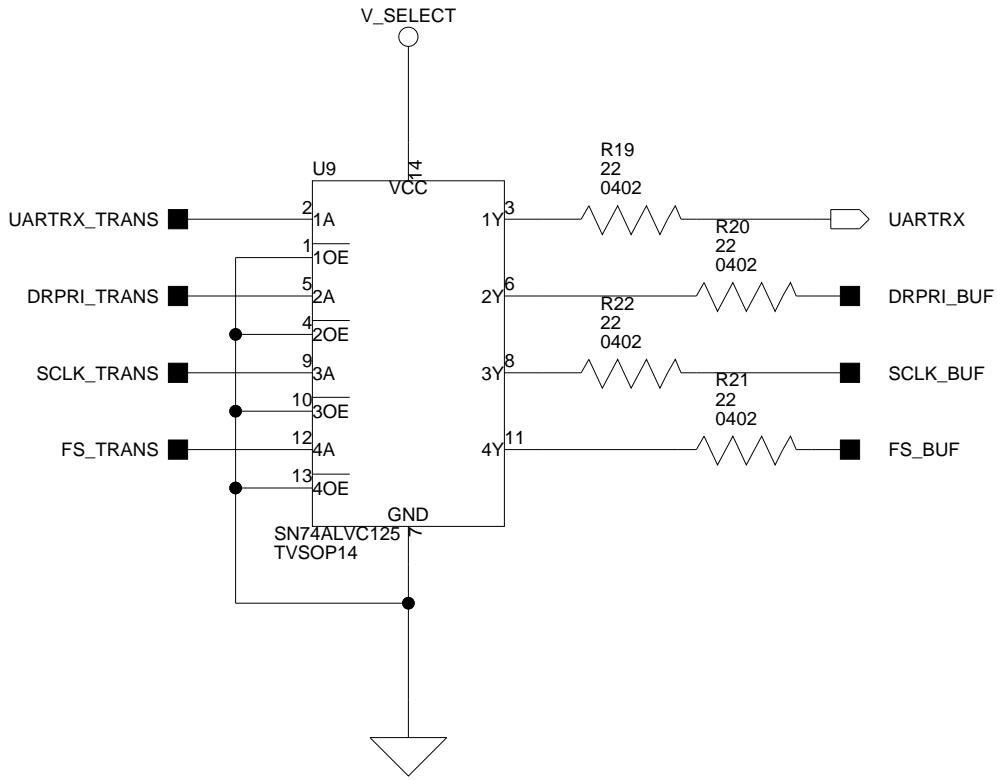 V_SELECT
U9
14
VCC
R19
22
0402
UARTRX_TRANS
2
1A
1Y
3
UARTRX
1
1OE
R20
22
0402
DRPRI_TRANS
5
2A
2Y
6
DRPRI_BUF
4
2OE
R22
22
0402
SCLK_TRANS
9
3A
3Y
8
SCLK_BUF
10
3OE
R21
22
0402
FS_TRANS
12
4A
4Y
11
FS_BUF
13
4OE
GND
7
SN74ALVC125
TVSOP14